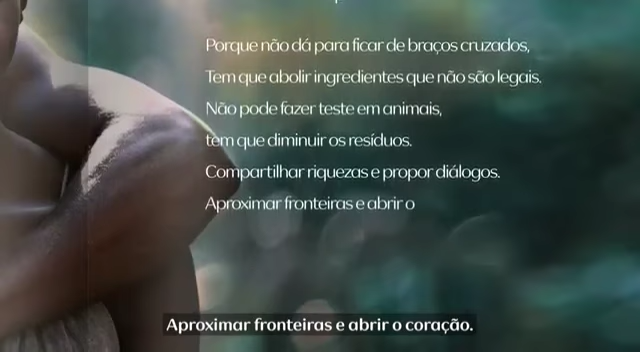 Porque não dá para ficar de braços cruzados,
Tem que abolir ingredientes que não são legais.
Não pode fazer teste em animais,
tem que diminuir os resíduos.
Compartilhar riquezas e propor diálogos.
Aproximar fronteiras e abrir o
Aproximar fronteiras e abrir o coração.